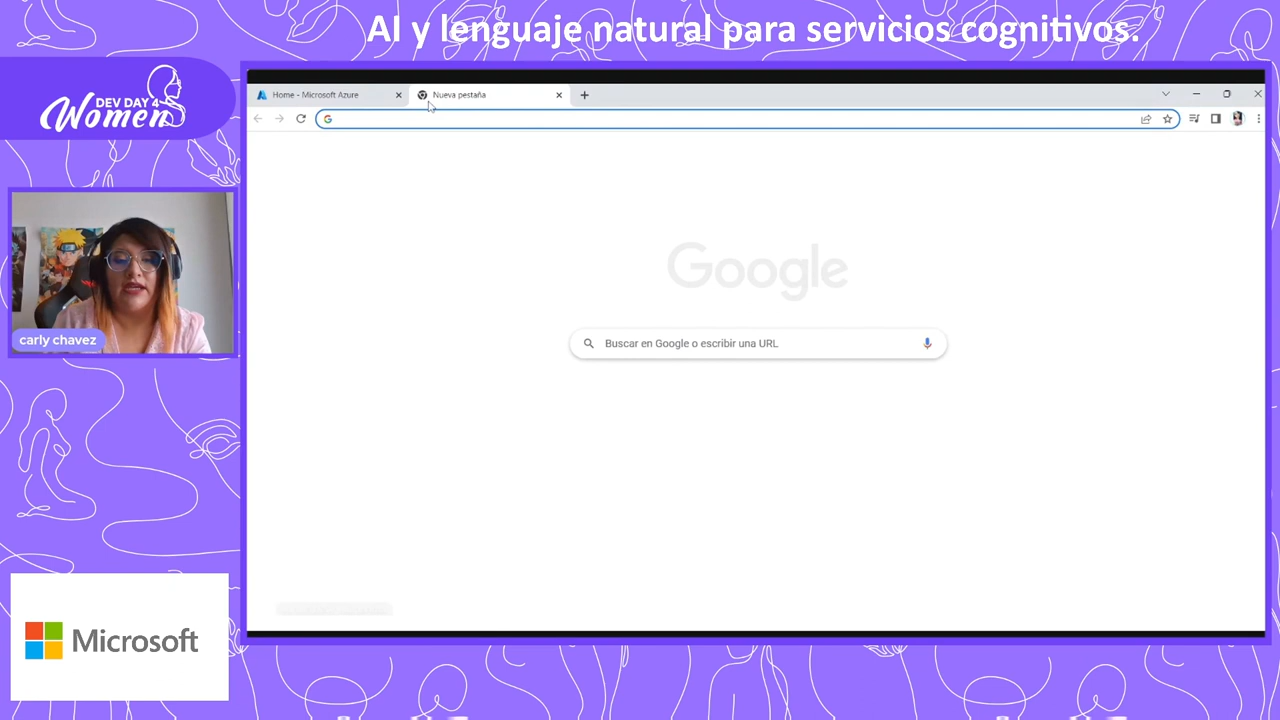 AI y lenguaje natural para servicios cognitivos.
DEV DAY 4
Women
Home - Microsoft Azure
Nueva pestaña
Google
Buscar en Google o escribir una URL
carly chavez
Microsoft